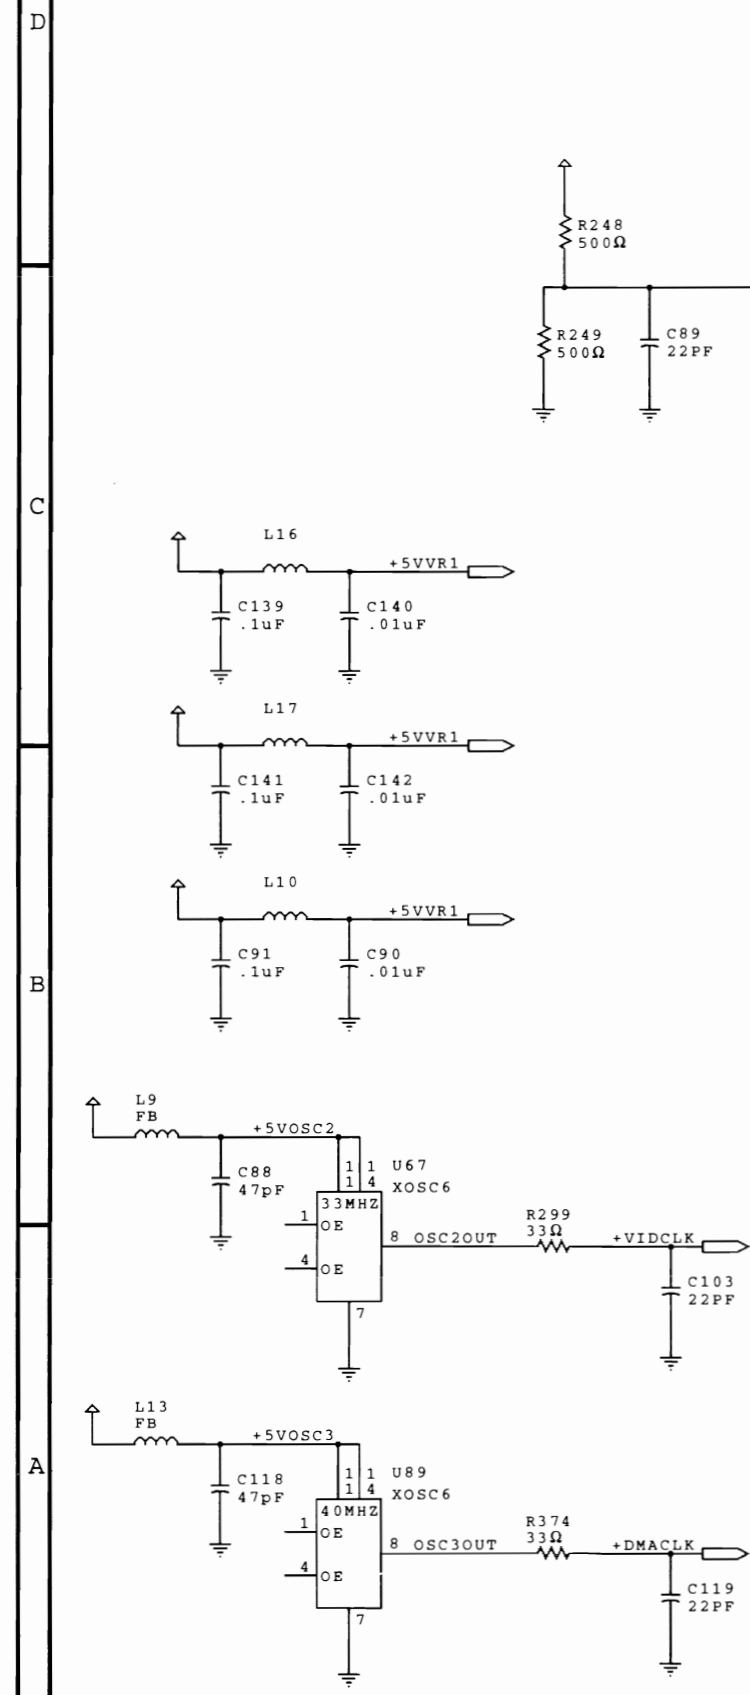 D
R248
500Ω
R249
500Ω
C89
22PF
C
L16
+5VVR1
C139
.1uF
C140
.01uF
L17
+5VVR1
C141
.1uF
C142
.01uF
L10
+5VVR1
C91
.1uF
C90
.01uF
B
L9
FB
+5VOSC2
C88
47pF
1 1
1 4
U67
XOSC6
33MHZ
1
OE
4
OE
8 OSC2OUT
7
R299
33Ω
+VIDCLK
C103
22PF
A
L13
FB
+5VOSC3
C118
47pF
1 1
1 4
U89
XOSC6
40MHZ
1
OE
4
OE
8 OSC3OUT
7
R374
33Ω
+DMACLK
C119
22PF